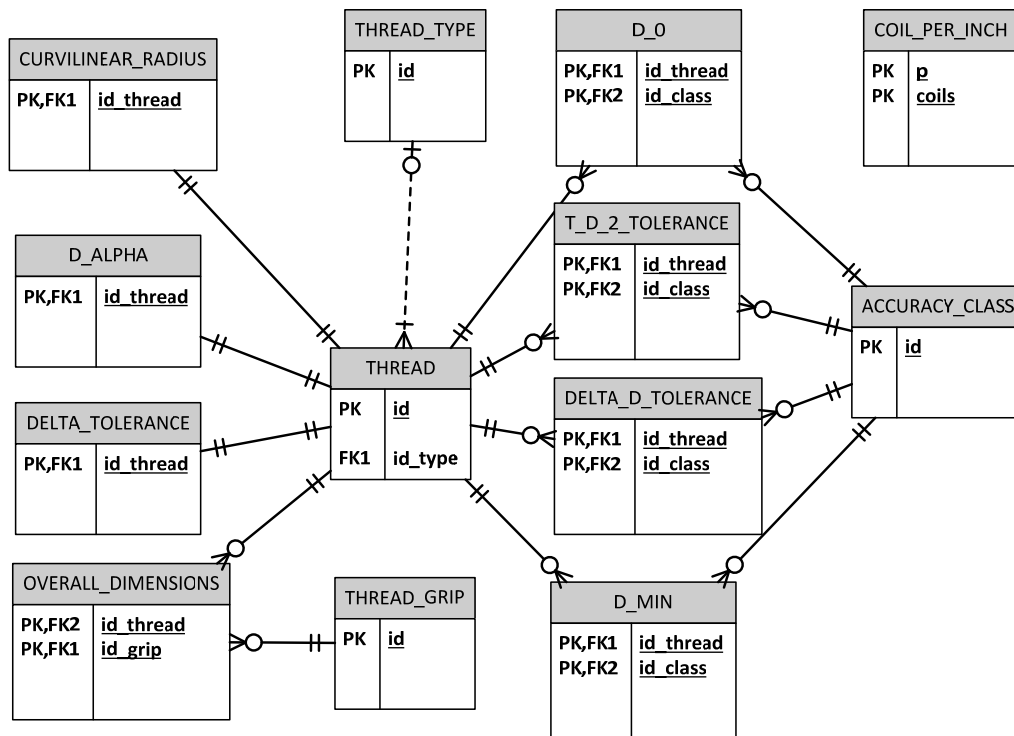 CURVILINEAR_RADIUS
PK,FK1 id_thread
THREAD_TYPE
PK id
D_0
PK,FK1 id_thread
PK,FK2 id_class
COIL_PER_INCH
PK p
PK coils
D_ALPHA
PK,FK1 id_thread
T_D_2_TOLERANCE
PK,FK1 id_thread
PK,FK2 id_class
ACCURACY_CLASS
PK id
THREAD
PK id
FK1 id_type
DELTA_TOLERANCE
PK,FK1 id_thread
DELTA_D_TOLERANCE
PK,FK1 id_thread
PK,FK2 id_class
OVERALL_DIMENSIONS
PK,FK2 id_thread
PK,FK1 id_grip
THREAD_GRIP
PK id
D_MIN
PK,FK1 id_thread
PK,FK2 id_class